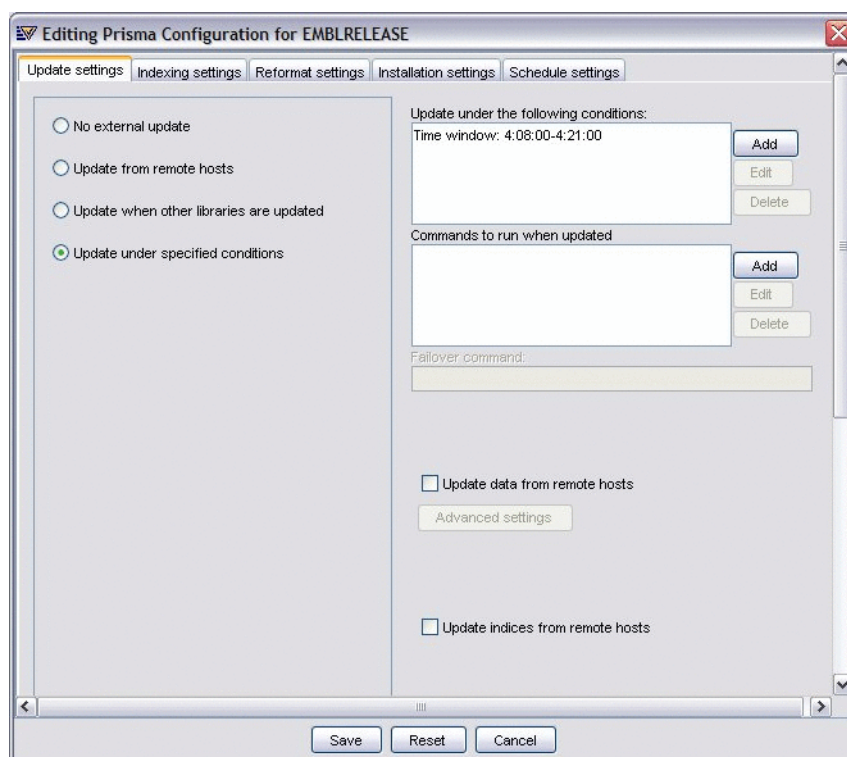 Editing Prisma Configuration for EMBLRELEASE
Update settings
Indexing settings
Reformat settings
Installation settings
Schedule settings
No external update
Update from remote hosts
Update when other libraries are updated
Update under specified conditions
Update under the following conditions:
Time window: 4:08:00-4:21:00
Add
Edit
Delete
Commands to run when updated
Add
Edit
Delete
Failover command:
Update data from remote hosts
Advanced settings
Update indices from remote hosts
Save
Reset
Cancel